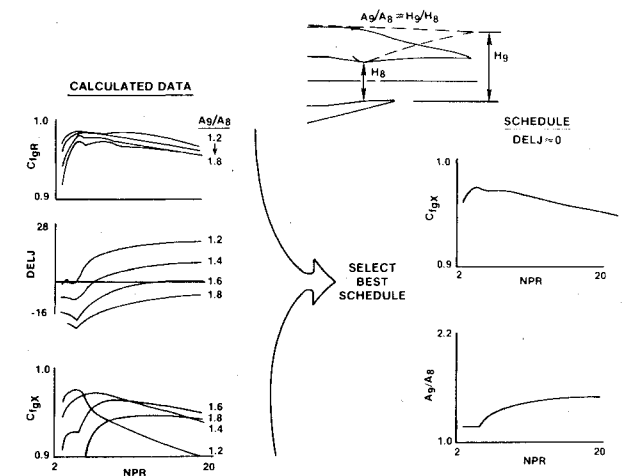 A9/A8 ≡ H9/H8
H9
H8
CALCULATED DATA
A9/A8
1.0
1.2
1.8
CfgR
0.9
28
DELJ
1.2
1.4
1.6
1.8
-16
1.0
CfgX
1.6
1.8
1.4
1.2
0.9
2
NPR
20
SELECT
BEST
SCHEDULE
SCHEDULE
DELJ≈0
1.0
CfgX
0.9
2
NPR
20
2.2
A9/A8
1.0
2
NPR
20